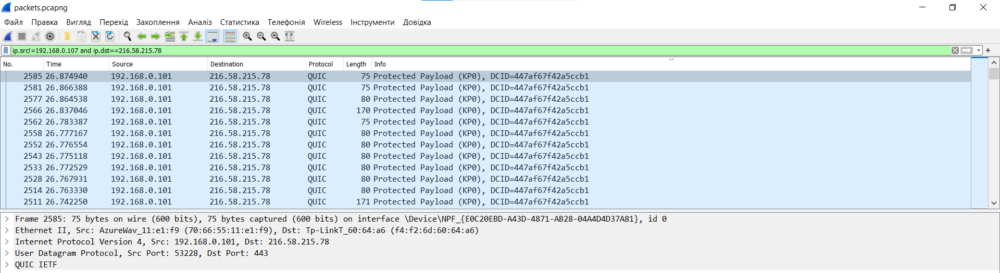 packets.pcapng
Файл Правка Вигляд Перехід Захоплення Аналіз Статистика Телефонія Wireless Інструменти Довідка
ip.src!=192.168.0.107 and ip.dst==216.58.215.78
No. Time Source Destination Protocol Length Info
2585 26.874940 192.168.0.101 216.58.215.78 QUIC 75 Protected Payload (KP0), DCID=447af67f42a5ccb1
2581 26.866388 192.168.0.101 216.58.215.78 QUIC 75 Protected Payload (KP0), DCID=447af67f42a5ccb1
2577 26.864538 192.168.0.101 216.58.215.78 QUIC 80 Protected Payload (KP0), DCID=447af67f42a5ccb1
2566 26.837046 192.168.0.101 216.58.215.78 QUIC 170 Protected Payload (KP0), DCID=447af67f42a5ccb1
2562 26.783387 192.168.0.101 216.58.215.78 QUIC 75 Protected Payload (KP0), DCID=447af67f42a5ccb1
2558 26.777167 192.168.0.101 216.58.215.78 QUIC 80 Protected Payload (KP0), DCID=447af67f42a5ccb1
2552 26.776554 192.168.0.101 216.58.215.78 QUIC 80 Protected Payload (KP0), DCID=447af67f42a5ccb1
2543 26.775118 192.168.0.101 216.58.215.78 QUIC 80 Protected Payload (KP0), DCID=447af67f42a5ccb1
2533 26.772529 192.168.0.101 216.58.215.78 QUIC 80 Protected Payload (KP0), DCID=447af67f42a5ccb1
2528 26.767931 192.168.0.101 216.58.215.78 QUIC 80 Protected Payload (KP0), DCID=447af67f42a5ccb1
2514 26.763330 192.168.0.101 216.58.215.78 QUIC 80 Protected Payload (KP0), DCID=447af67f42a5ccb1
2511 26.742250 192.168.0.101 216.58.215.78 QUIC 171 Protected Payload (KP0), DCID=447af67f42a5ccb1
Frame 2585: 75 bytes on wire (600 bits), 75 bytes captured (600 bits) on interface \Device\NPF_{E0C20EBD-A43D-4871-AB28-04A4D4D37A81}, id 0
Ethernet II, Src: AzureWav_11:e1:f9 (70:66:55:11:e1:f9), Dst: Tp-LinkT_60:64:a6 (f4:f2:6d:60:64:a6)
Internet Protocol Version 4, Src: 192.168.0.101, Dst: 216.58.215.78
User Datagram Protocol, Src Port: 53228, Dst Port: 443
QUIC IETF